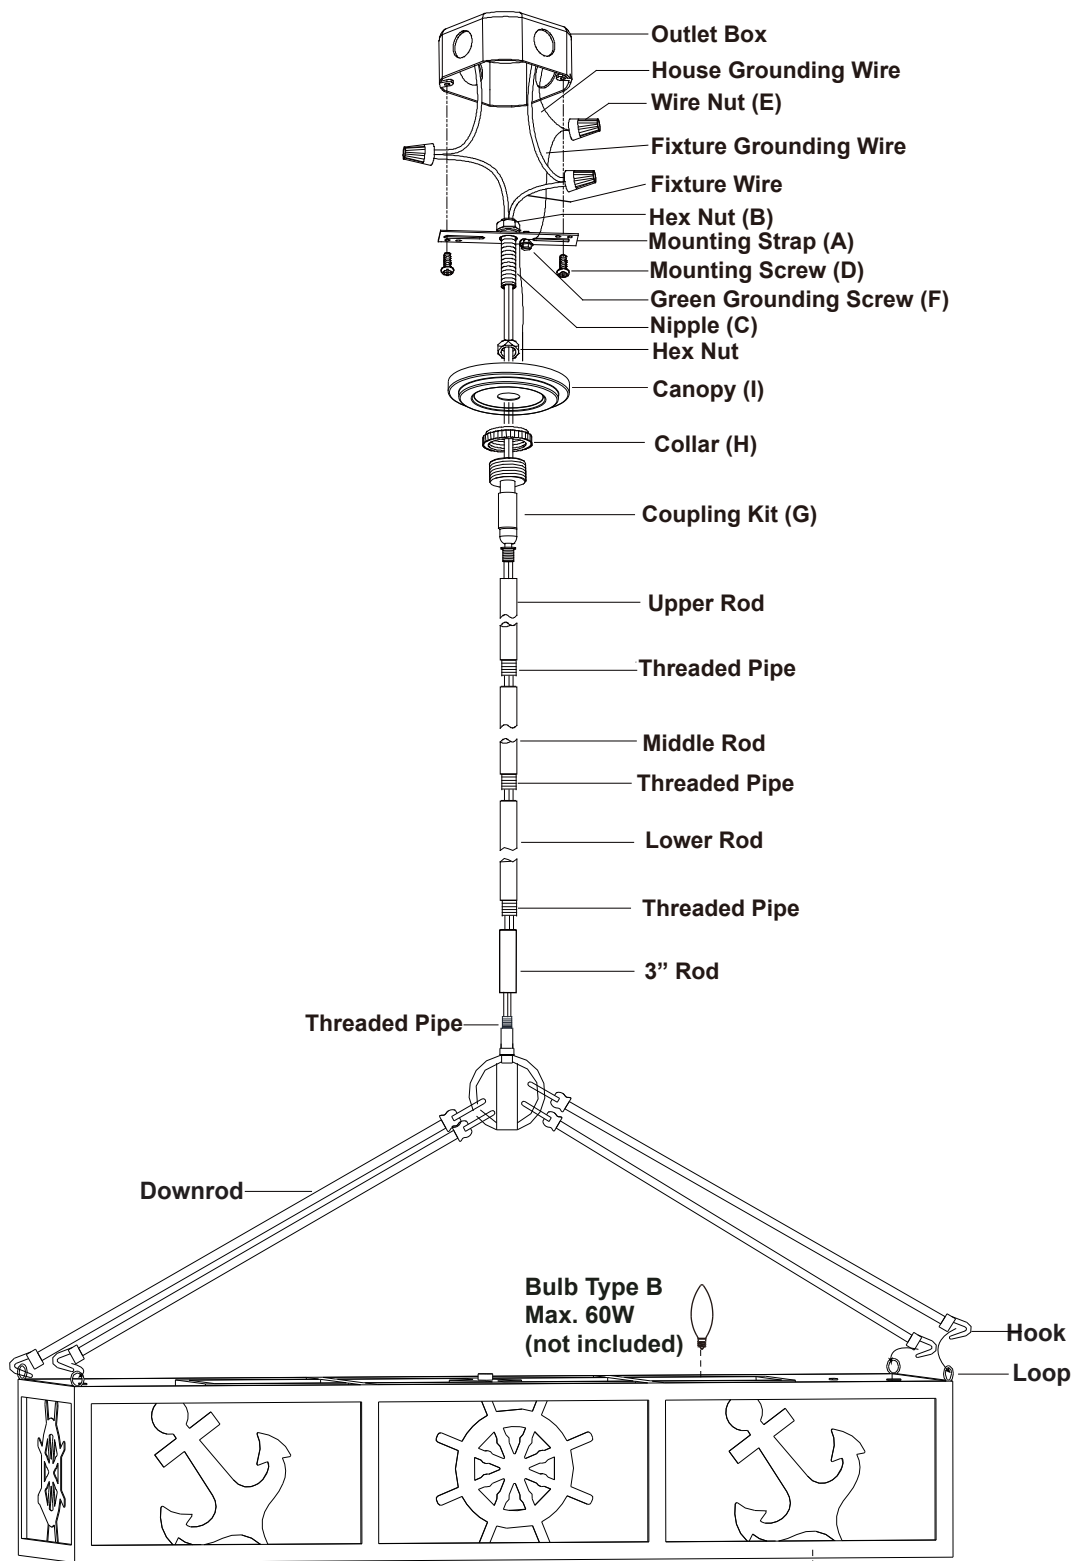 Outlet Box
House Grounding Wire
Wire Nut (E)
Fixture Grounding Wire
Fixture Wire
Hex Nut (B)
Mounting Strap (A)
Mounting Screw (D)
Green Grounding Screw (F)
Nipple (C)
Hex Nut
Canopy (I)
Collar (H)
Coupling Kit (G)
Upper Rod
Threaded Pipe
Middle Rod
Threaded Pipe
Lower Rod
Threaded Pipe
3” Rod
Threaded Pipe
Downrod
Bulb Type B
Max. 60W
(not included)
Hook
Loop